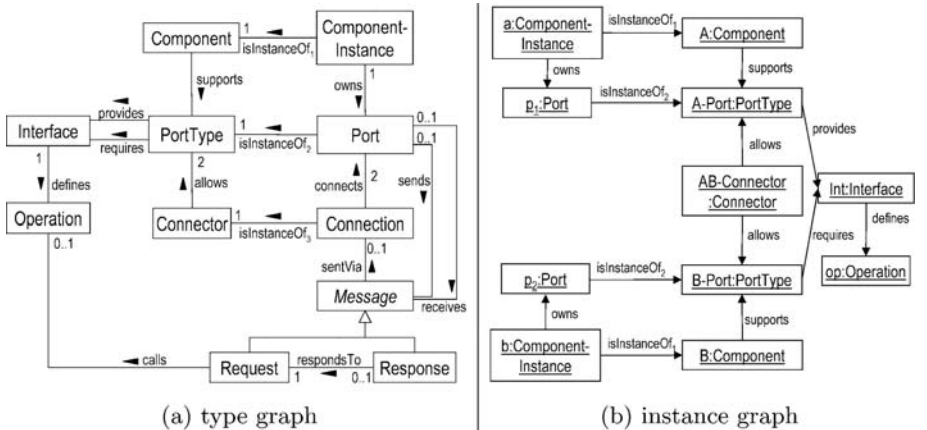 Component
1
isInstanceOf1
Component-
Instance
supports
1
owns
provides
Interface
requires
PortType
1
isInstanceOf2
Port
0..1
0..1
1
defines
2
allows
connects
2
sends
Operation
0..1
Connector
1
isInstanceOf3
Connection
0..1
sentVia
Message
receives
calls
Request
respondsTo
1
0..1
Response
(a) type graph
a:Component-
Instance
isInstanceOf1
A:Component
owns
supports
p1:Port
isInstanceOf2
A-Port:PortType
provides
allows
AB-Connector
:Connector
Int:Interface
allows
requires
defines
p2:Port
isInstanceOf2
B-Port:PortType
op:Operation
owns
supports
b:Component-
Instance
isInstanceOf1
B:Component
(b) instance graph